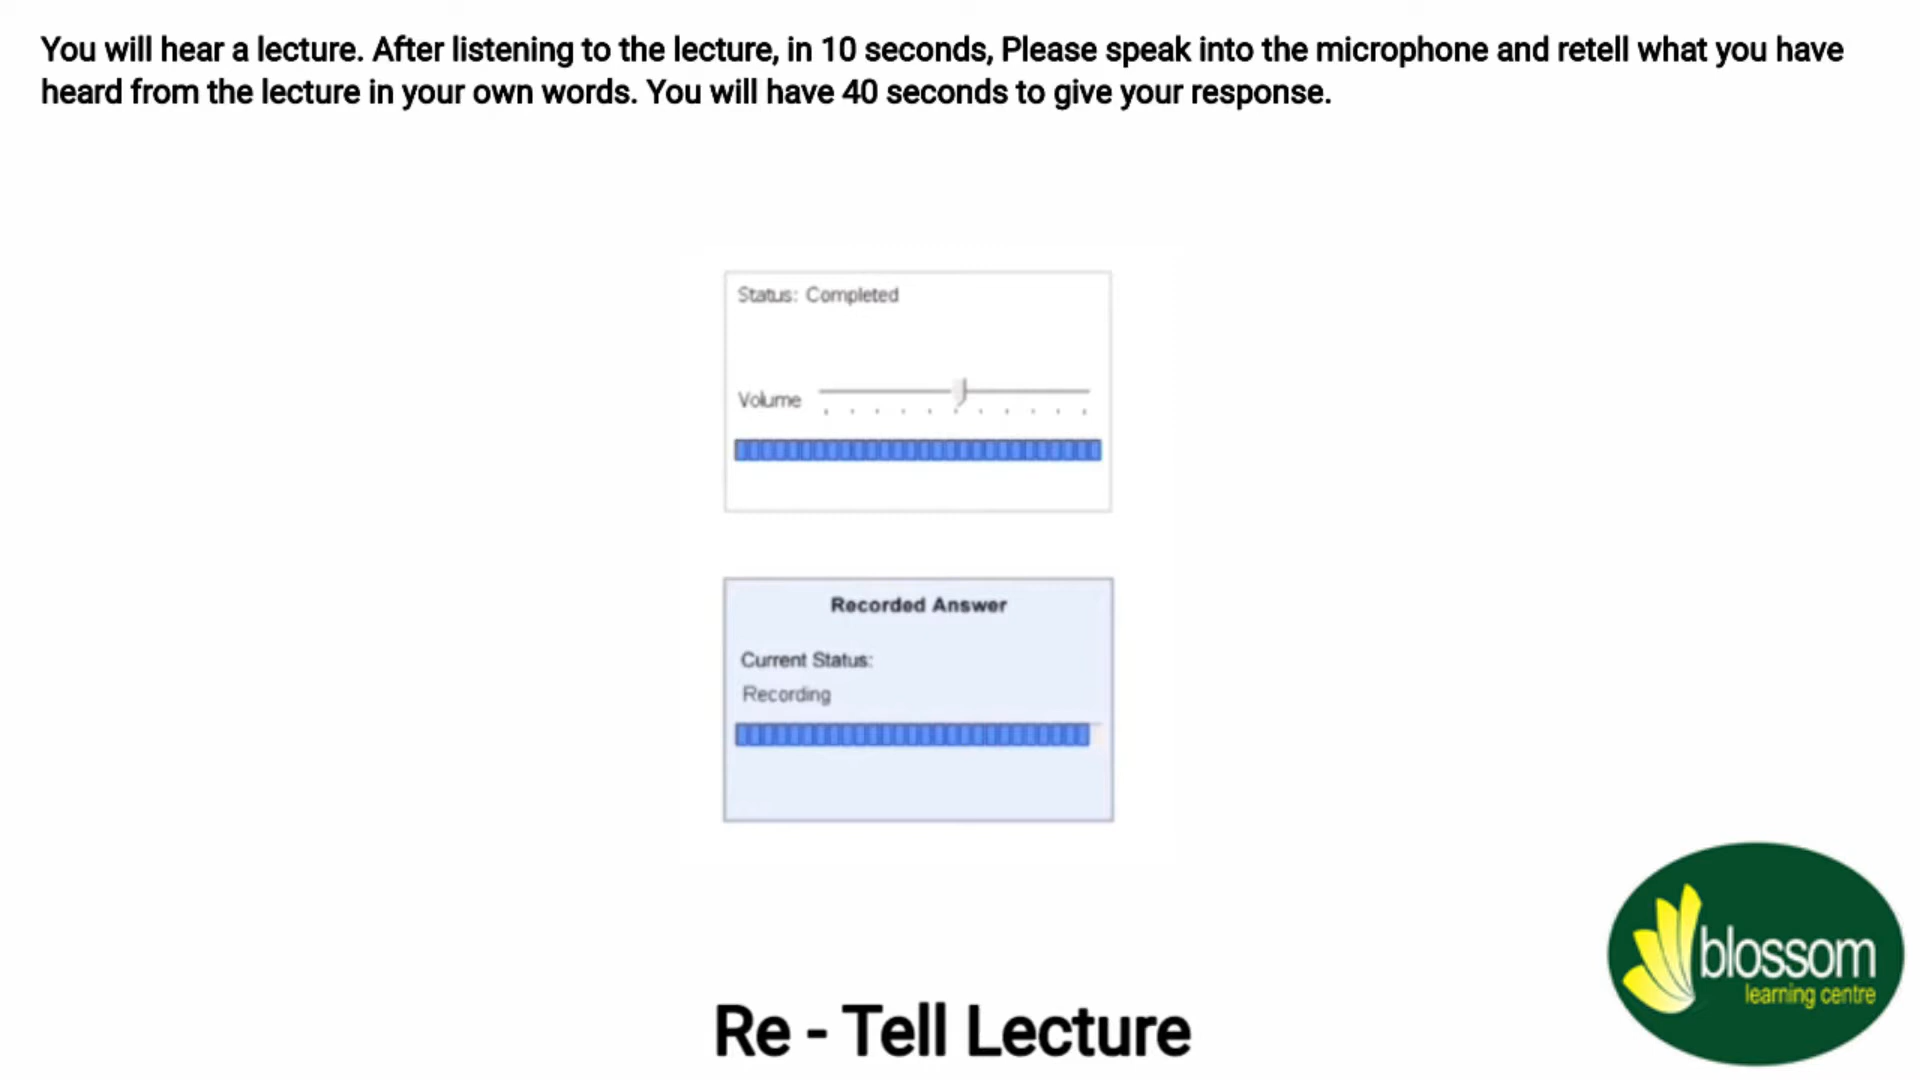 You will hear a lecture. After listening to the lecture, in 10 seconds, Please speak into the microphone and retell what you have
heard from the lecture in your own words. You will have 40 seconds to give your response.
Status: Completed
Volume
Recorded Answer
Current Status:
Recording
blossom
learning centre
Re - Tell Lecture